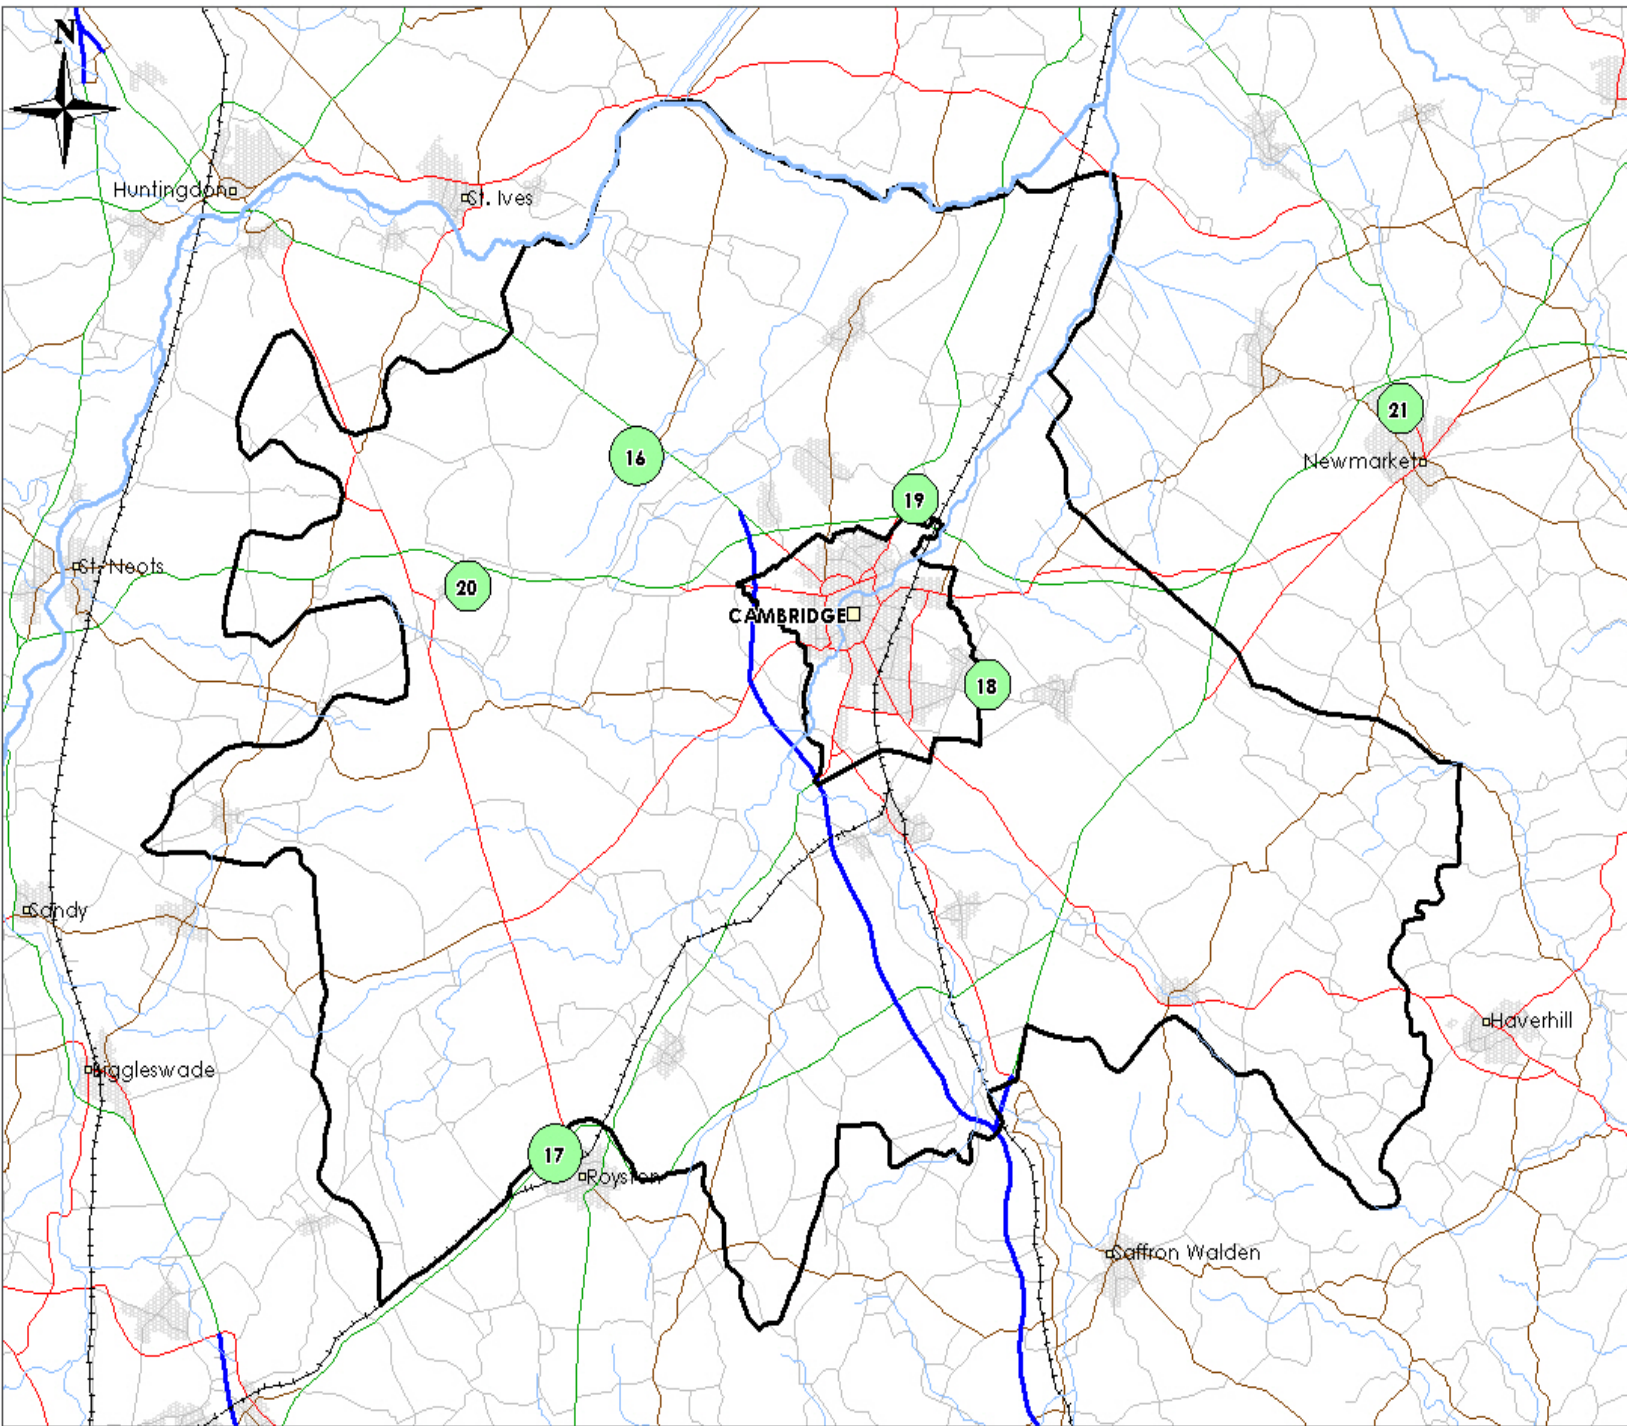 N
Huntingdon
St. Ives
21
16
Newmarket
19
St. Neots
20
CAMBRIDGE
18
Sandy
Haverhill
Biggleswade
17
Royston
Saffron Walden